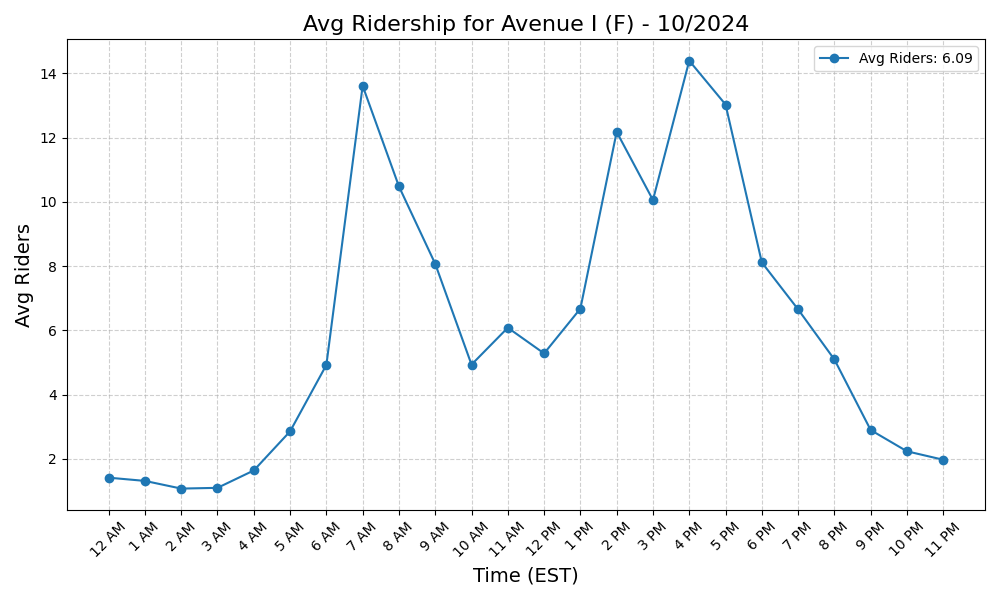 Avg Ridership for Avenue I (F) - 10/2024
Avg Riders: 6.09
Avg Riders
14
12
10
8
6
4
2
12 AM
1 AM
2 AM
3 AM
4 AM
5 AM
6 AM
7 AM
8 AM
9 AM
10 AM
11 AM
12 PM
1 PM
2 PM
3 PM
4 PM
5 PM
6 PM
7 PM
8 PM
9 PM
10 PM
11 PM
Time (EST)